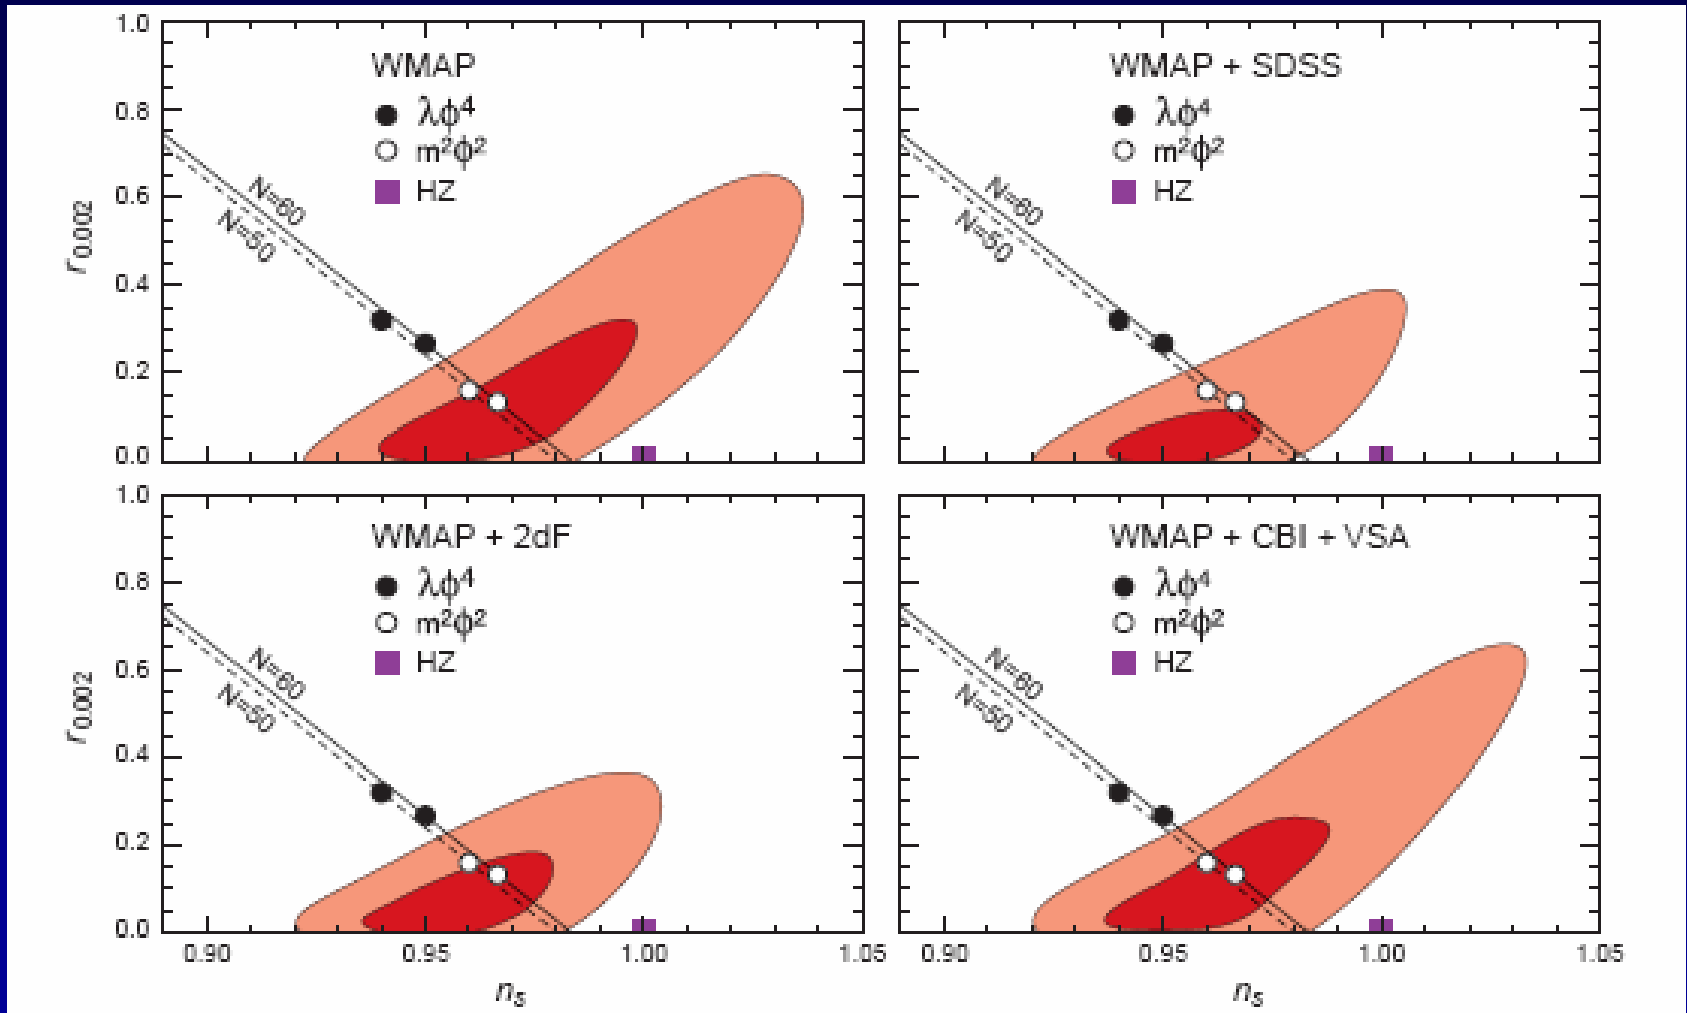 1.0
0.8
0.6
0.4
0.2
0.0
r0.002
WMAP
λϕ⁴
m²ϕ²
HZ
N=60
N=50
WMAP + SDSS
λϕ⁴
m²ϕ²
HZ
N=60
N=50
1.0
0.8
0.6
0.4
0.2
0.0
r0.002
WMAP + 2dF
λϕ⁴
m²ϕ²
HZ
N=60
N=50
0.90 0.95 1.00 1.05
ns
WMAP + CBI + VSA
λϕ⁴
m²ϕ²
HZ
N=60
N=50
0.90 0.95 1.00 1.05
ns